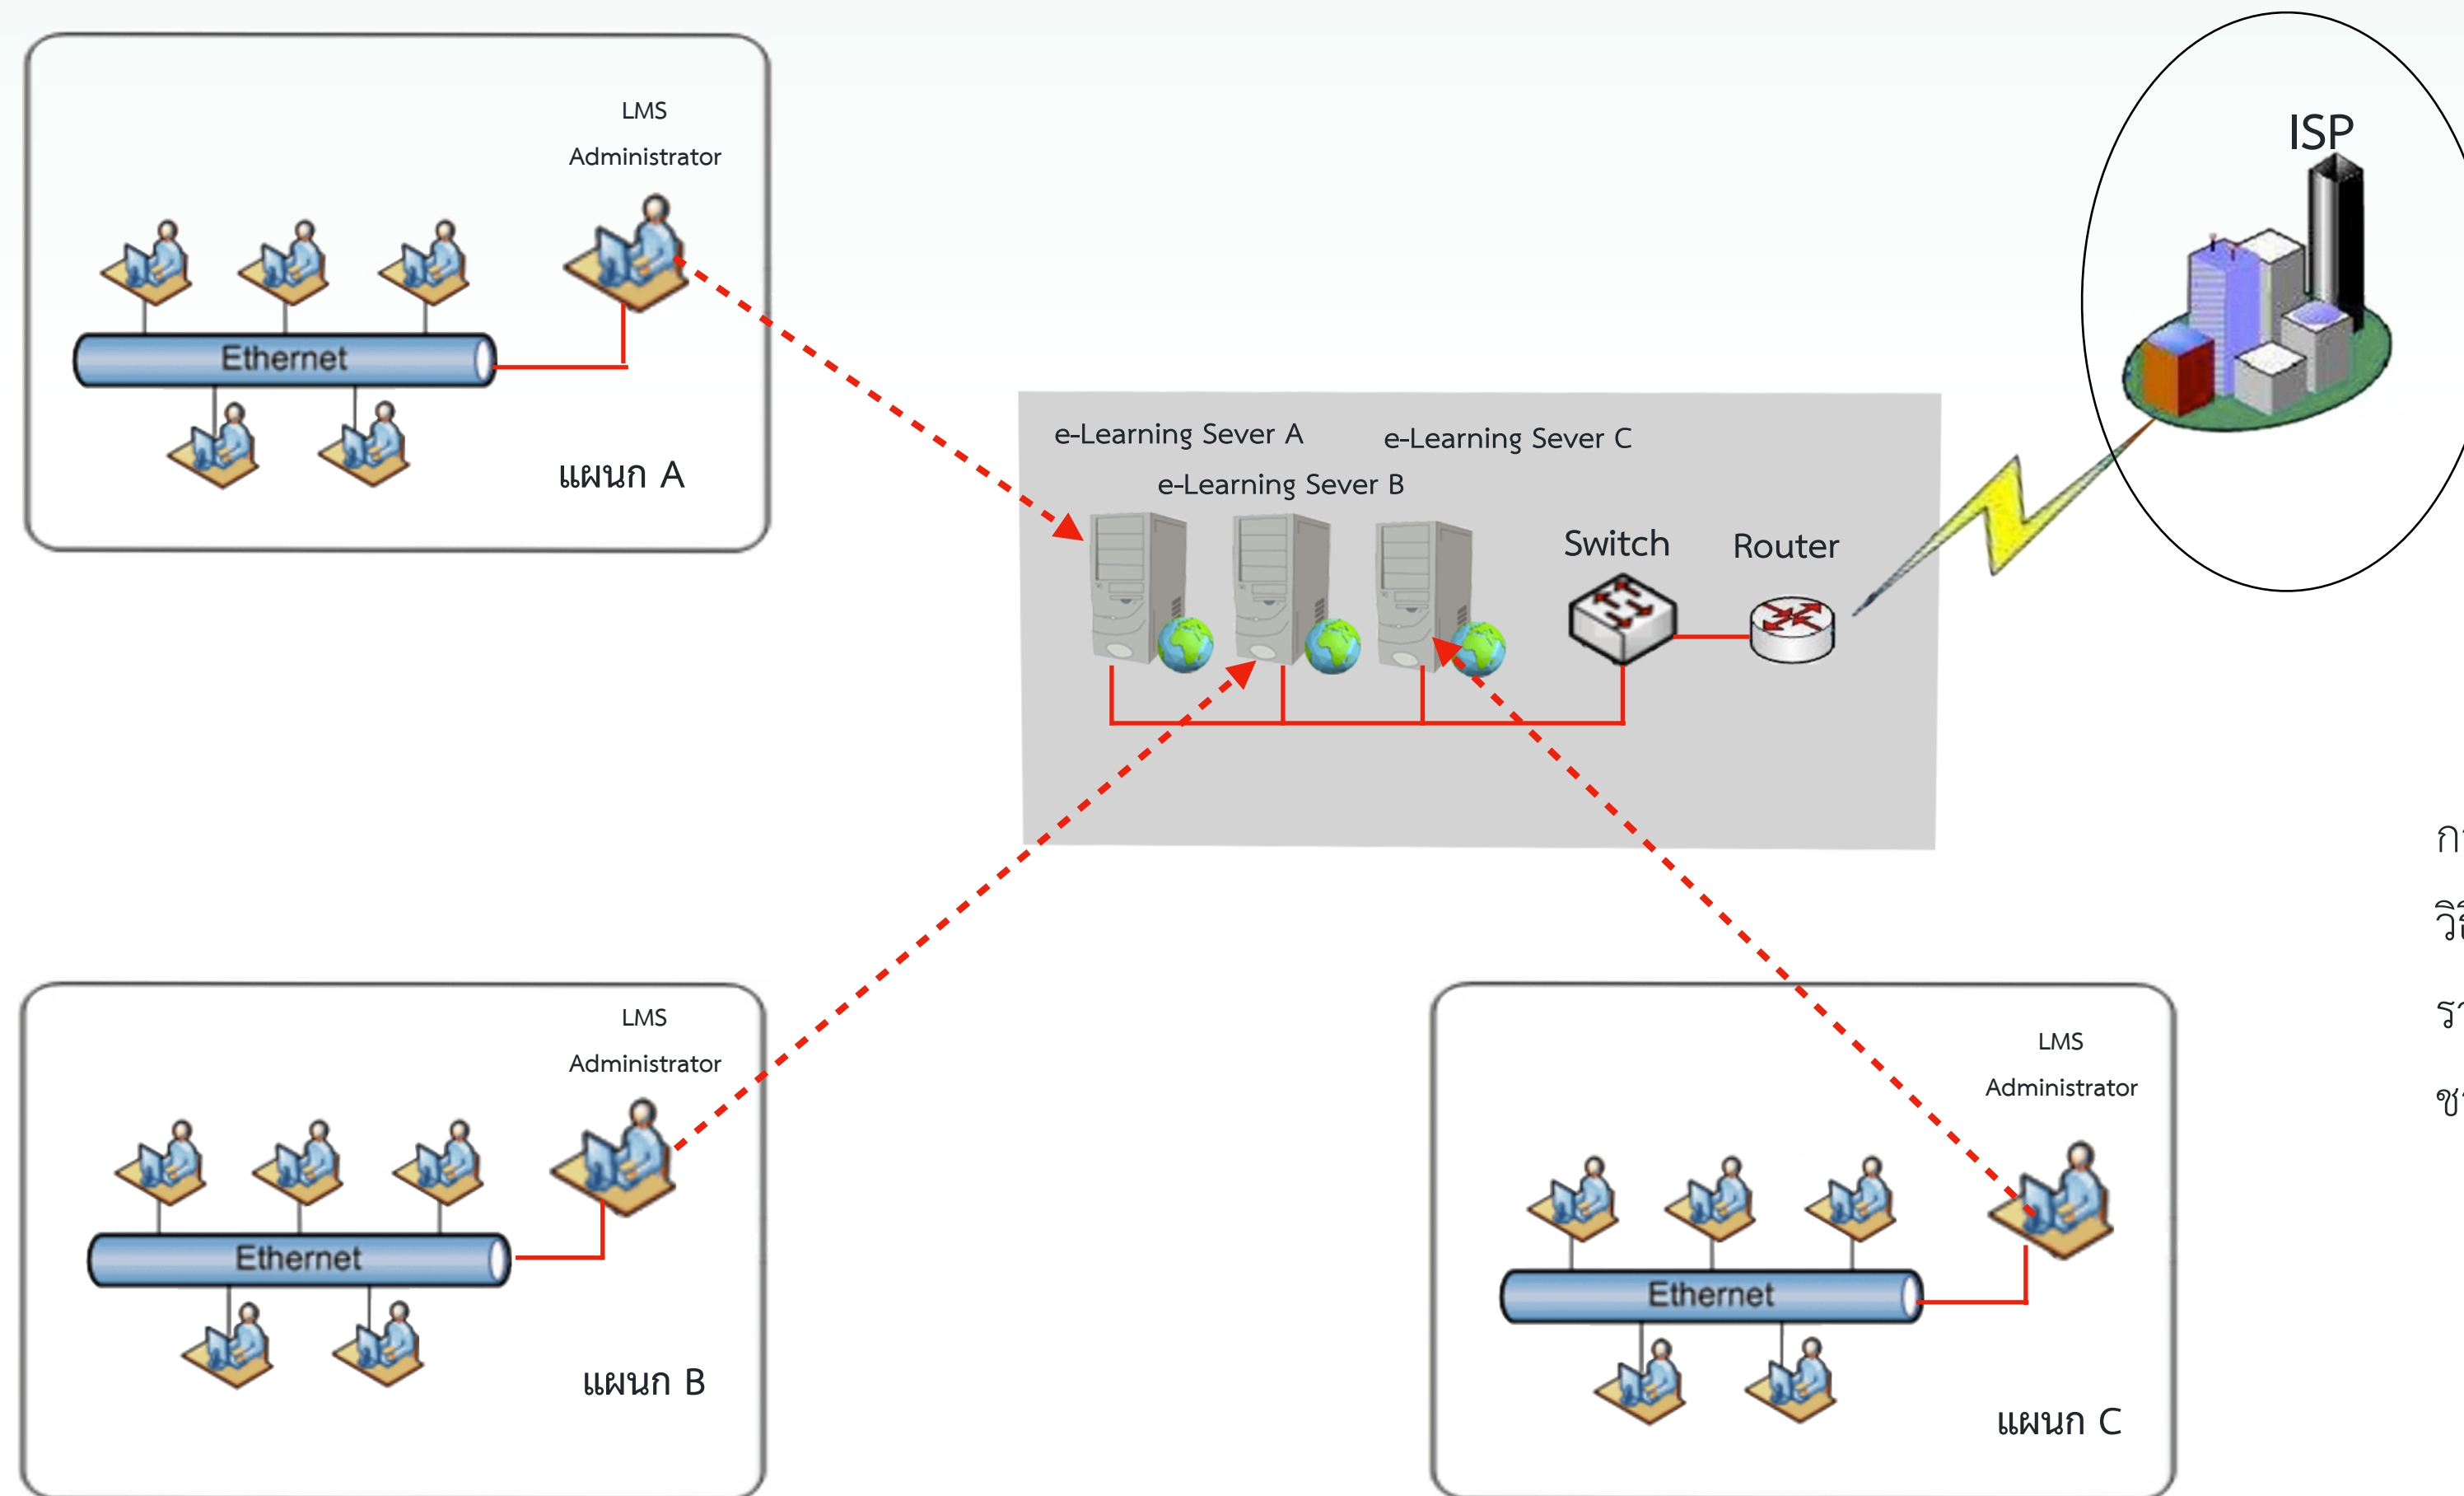 LMS
Administrator
Ethernet
แผนก A
ISP
e-Learning Sever A
e-Learning Sever C
e-Learning Sever B
Switch
Router
LMS
Administrator
Ethernet
แผนก B
LMS
Administrator
Ethernet
แผนก C